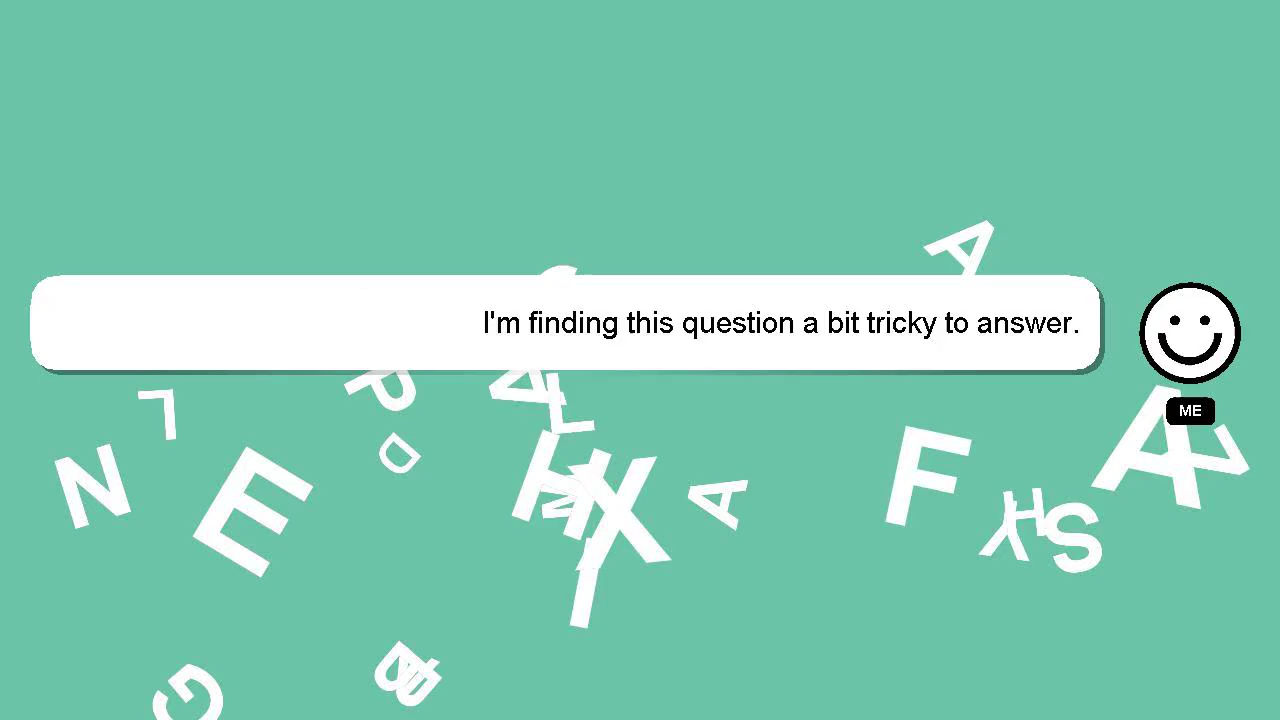 I'm finding this question a bit tricky to answer.
ME
A
L
P
D
N
E
H
X
A
F
X
H
S
A
G
B